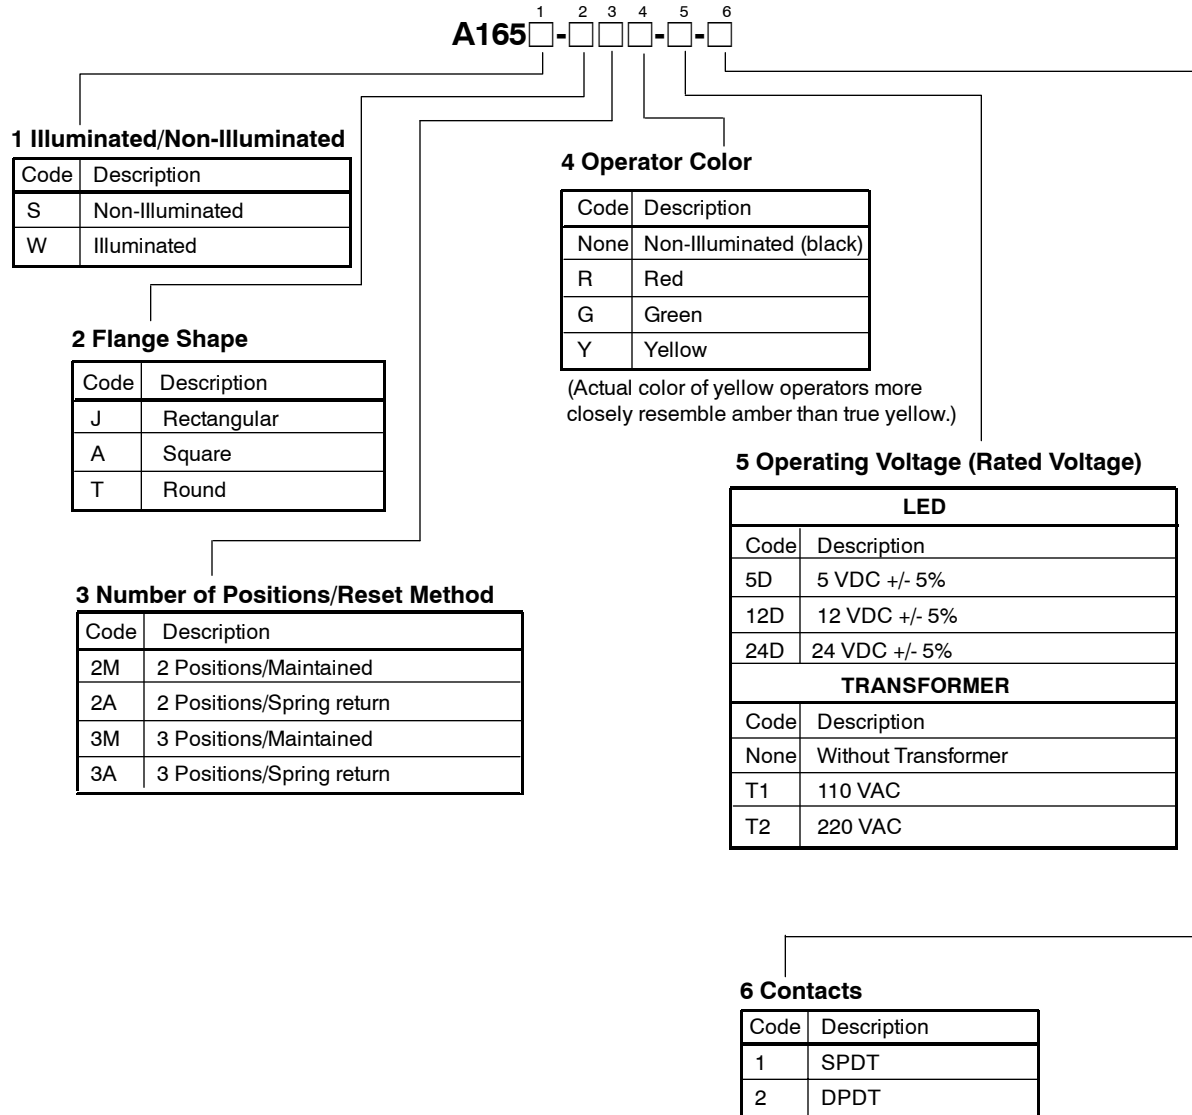 1 2 3 4 5 6
A165□-□□□-□-□
1 Illuminated/Non-Illuminated
Code Description
S Non-Illuminated
W Illuminated
2 Flange Shape
Code Description
J Rectangular
A Square
T Round
3 Number of Positions/Reset Method
Code Description
2M 2 Positions/Maintained
2A 2 Positions/Spring return
3M 3 Positions/Maintained
3A 3 Positions/Spring return
4 Operator Color
Code Description
None Non-Illuminated (black)
R Red
G Green
Y Yellow
(Actual color of yellow operators more
closely resemble amber than true yellow.)
5 Operating Voltage (Rated Voltage)
LED
Code Description
5D 5 VDC +/- 5%
12D 12 VDC +/- 5%
24D 24 VDC +/- 5%
TRANSFORMER
Code Description
None Without Transformer
T1 110 VAC
T2 220 VAC
6 Contacts
Code Description
1 SPDT
2 DPDT